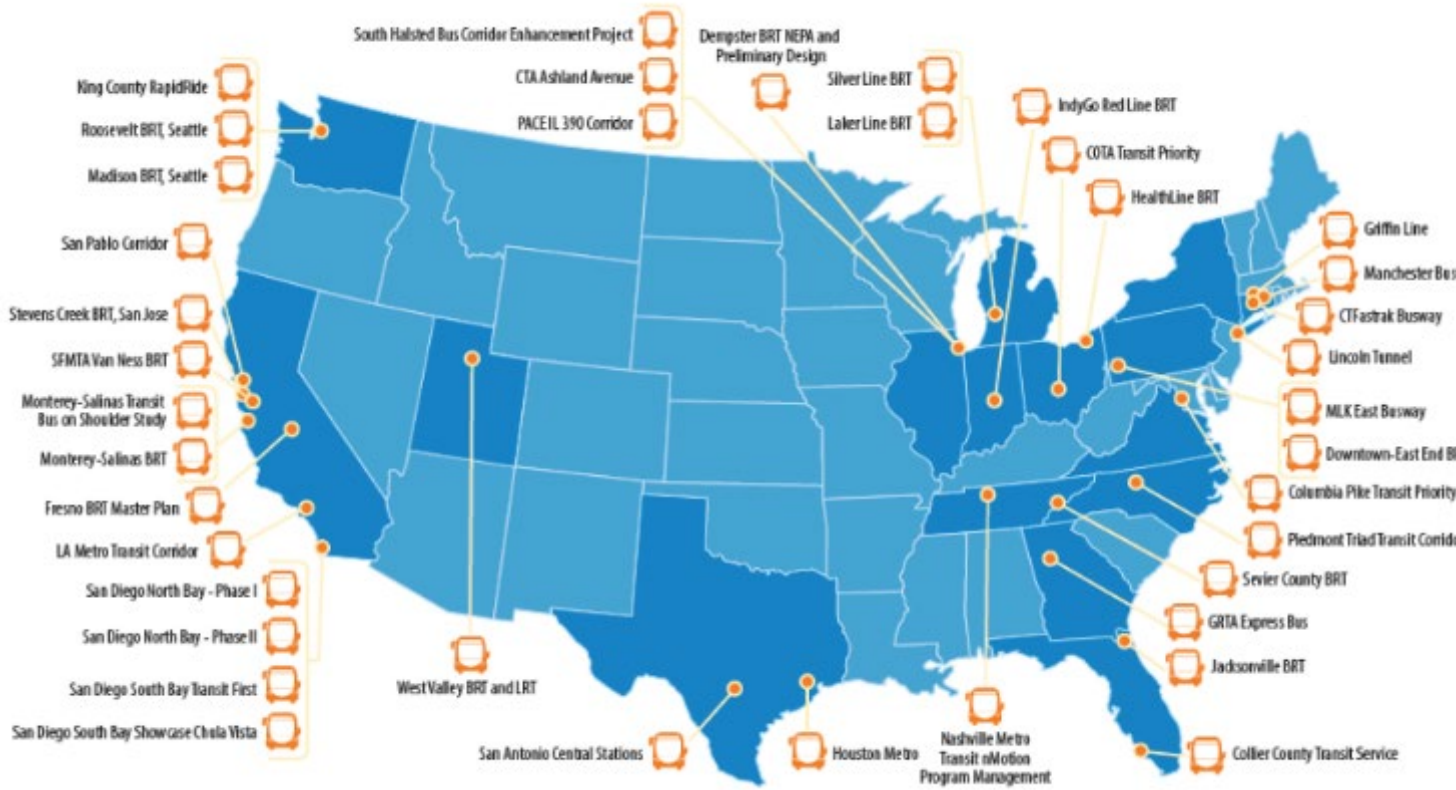 South Halsted Bus Corridor Enhancement Project
CTA Ashland Avenue
PACE IL 390 Corridor
Dempster BRT NEPA and
Preliminary Design
Silver Line BRT
Laker Line BRT
IndyGo Red Line BRT
COTA Transit Priority
HealthLine BRT
King County RapidRide
Roosevelt BRT, Seattle
Madison BRT, Seattle
San Pablo Corridor
Stevens Creek BRT, San Jose
SFMTA Van Ness BRT
Monterey-Salinas Transit
Bus on Shoulder Study
Monterey-Salinas BRT
Fresno BRT Master Plan
LA Metro Transit Corridor
San Diego North Bay - Phase I
San Diego North Bay - Phase II
San Diego South Bay Transit First
San Diego South Bay Showcase Chula Vista
West Valley BRT and LRT
San Antonio Central Stations
Houston Metro
Nashville Metro
Transit nMotion
Program Management
Griffin Line
Manchester Bus
CTFastrak Busway
Lincoln Tunnel
MLK East Busway
Downtown-East End
Columbia Pike Transit Priority
Piedmont Triad Transit
Sevier County BRT
GRTA Express Bus
Jacksonville BRT
Collier County Transit Service